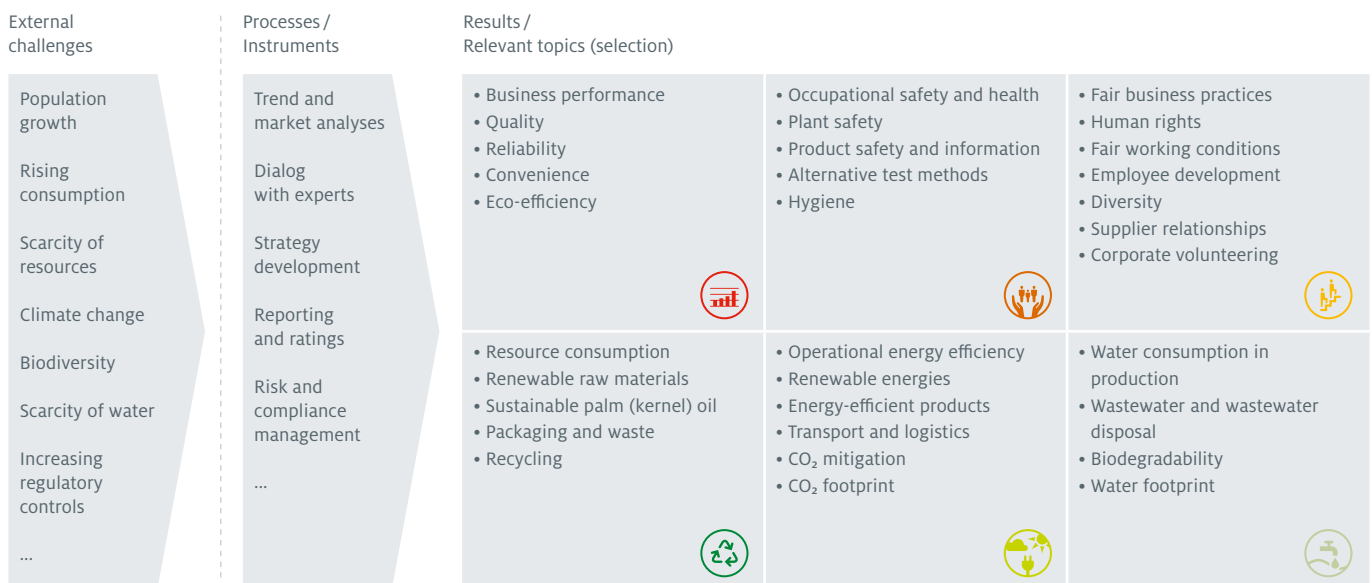 External
challenges
Population
growth
Rising
consumption
Scarcity of
resources
Climate change
Biodiversity
Scarcity of water
Increasing
regulatory
controls
...
Processes /
Instruments
Trend and
market analyses
Dialog
with experts
Strategy
development
Reporting
and ratings
Risk and
compliance
management
...
Results /
Relevant topics (selection)
• Business performance
• Quality
• Reliability
• Convenience
• Eco-efficiency
• Occupational safety and health
• Plant safety
• Product safety and information
• Alternative test methods
• Hygiene
• Fair business practices
• Human rights
• Fair working conditions
• Employee development
• Diversity
• Supplier relationships
• Corporate volunteering
• Resource consumption
• Renewable raw materials
• Sustainable palm (kernel) oil
• Packaging and waste
• Recycling
• Operational energy efficiency
• Renewable energies
• Energy-efficient products
• Transport and logistics
• CO₂ mitigation
• CO₂ footprint
• Water consumption in
production
• Wastewater and wastewater
disposal
• Biodegradability
• Water footprint